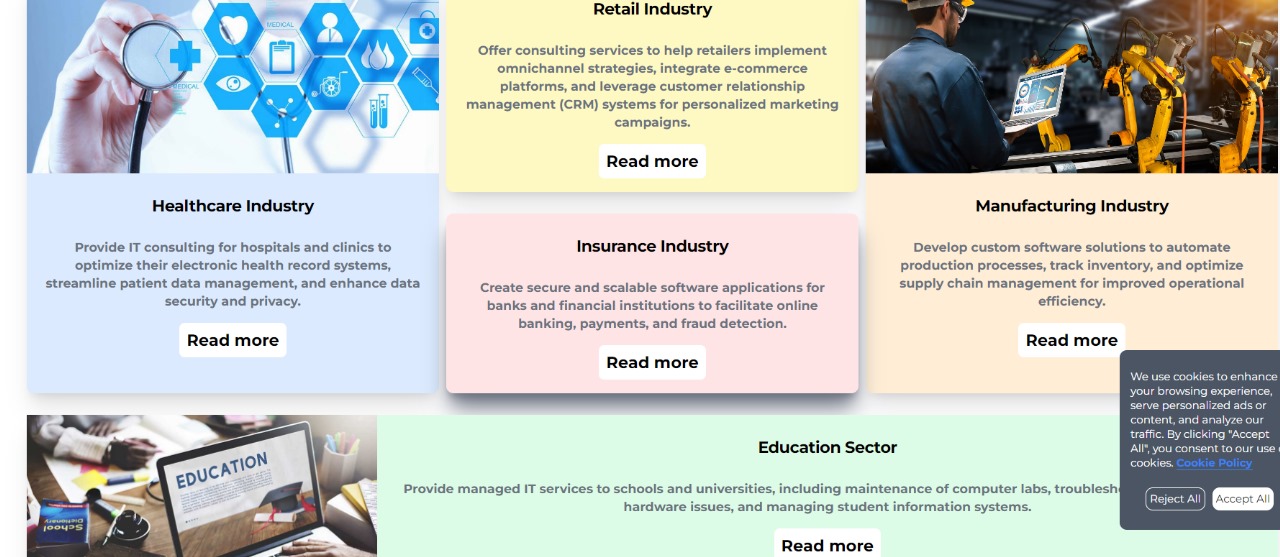 MEDICAL
MEDICAL
Healthcare Industry
Provide IT consulting for hospitals and clinics to
optimize their electronic health record systems,
streamline patient data management, and enhance data
security and privacy.
Read more
Retail Industry
Offer consulting services to help retailers implement
omnichannel strategies, integrate e-commerce
platforms, and leverage customer relationship
management (CRM) systems for personalized marketing
campaigns.
Read more
Insurance Industry
Create secure and scalable software applications for
banks and financial institutions to facilitate online
banking, payments, and fraud detection.
Read more
Manufacturing Industry
Develop custom software solutions to automate
production processes, track inventory, and optimize
supply chain management for improved operational
efficiency.
Read more
EDUCATION
School
Dictionary
Education Sector
Provide managed IT services to schools and universities, including maintenance of computer labs, troublesh
hardware issues, and managing student information systems.
Read more
We use cookies to enhance
your browsing experience,
serve personalized ads or
content, and analyze our
traffic. By clicking "Accept
All", you consent to our use
cookies. Cookie Policy
Reject All
Accept All